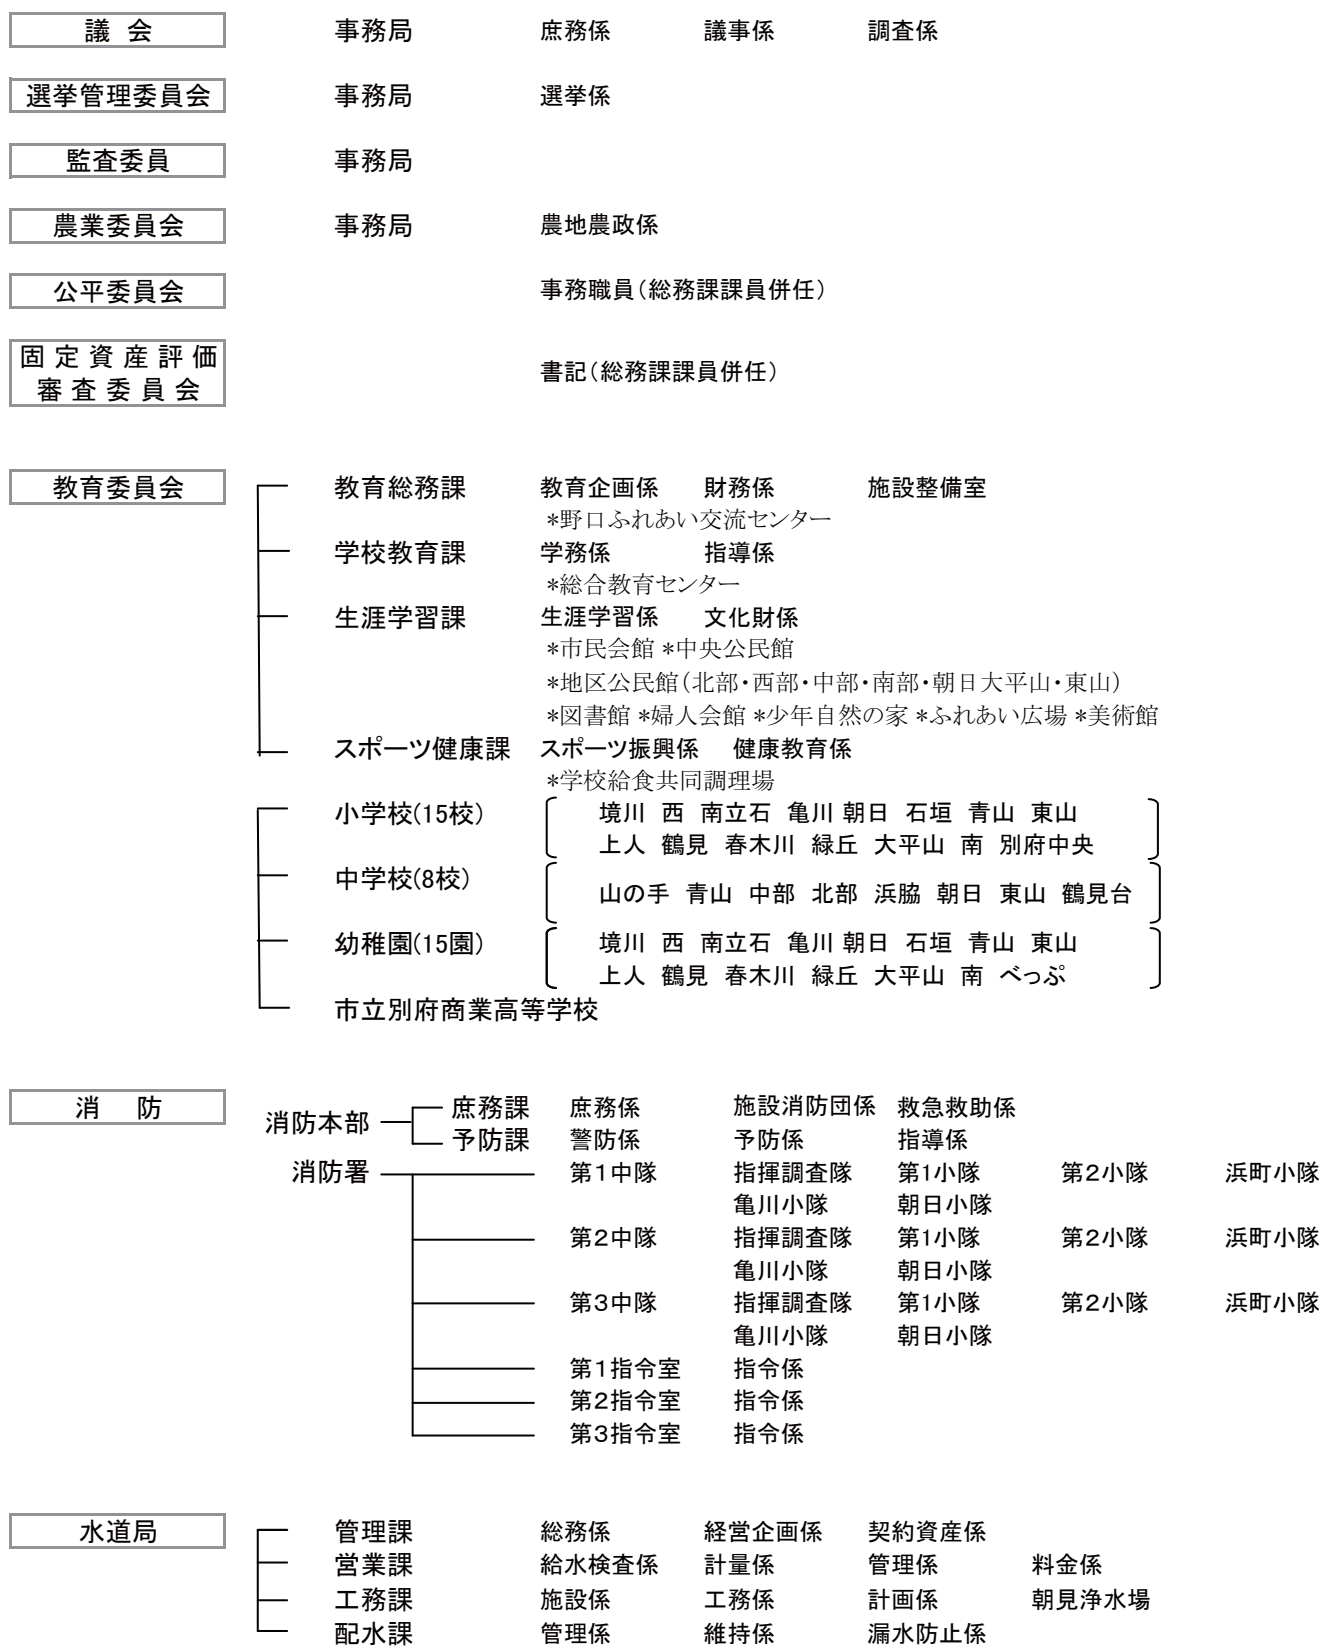 議　会　事務局　庶務係　議事係　調査係
選挙管理委員会　事務局　選挙係
監査委員　事務局
農業委員会　事務局　農地農政係
公平委員会　事務職員（総務課課員併任）
固定資産評価
審査委員会　書記（総務課課員併任）
教育委員会　教育総務課　教育企画係　財務係　施設整備室
*野口ふれあい交流センター
学校教育課　学務係　指導係
*総合教育センター
生涯学習課　生涯学習係　文化財係
*市民会館 *中央公民館
*地区公民館（北部・西部・中部・南部・朝日大平山・東山）
*図書館 *婦人会館 *少年自然の家 *ふれあい広場 *美術館
スポーツ健康課　スポーツ振興係　健康教育係
*学校給食共同調理場
小学校(15校)　境川　西　南立石　亀川 朝日　石垣　青山　東山
上人　鶴見　春木川　緑丘　大平山　南　別府中央
中学校(8校)　山の手　青山　中部　北部　浜脇　朝日　東山　鶴見台
幼稚園(15園)　境川　西　南立石　亀川 朝日　石垣　青山　東山
上人　鶴見　春木川　緑丘　大平山　南　べっぷ
市立別府商業高等学校
消　防　消防本部　庶務課　庶務係　施設消防団係　救急救助係
予防課　警防係　予防係　指導係
消防署　第1中隊　指揮調査隊　第1小隊　第2小隊　浜町小隊
亀川小隊　朝日小隊
第2中隊　指揮調査隊　第1小隊　第2小隊　浜町小隊
亀川小隊　朝日小隊
第3中隊　指揮調査隊　第1小隊　第2小隊　浜町小隊
亀川小隊　朝日小隊
第1指令室　指令係
第2指令室　指令係
第3指令室　指令係
水道局　管理課　総務係　経営企画係　契約資産係
営業課　給水検査係　計量係　管理係　料金係
工務課　施設係　工務係　計画係　朝見浄水場
配水課　管理係　維持係　漏水防止係